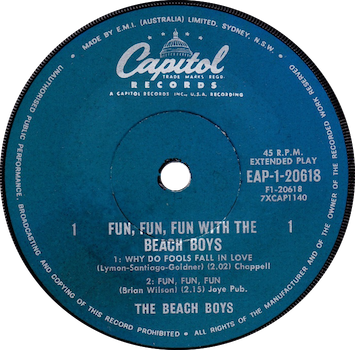 MADE BY E.M.I. (AUSTRALIA) LIMITED. SYDNEY, N.S.W.
Capitol
TRADE MARKS REGD.
RECORDS
A CAPITOL RECORDS INC., U.S.A. RECORDING
45 R.P.M.
EXTENDED PLAY
EAP-1-20618
F1-20618
7XCAP1140
1 FUN, FUN, FUN WITH THE 1
BEACH BOYS
1: WHY DO FOOLS FALL IN LOVE
(Lymon-Santiago-Goldner) (2.02) Chappell
2: FUN, FUN, FUN
(Brian Wilson) (2.15) Joye Pub.
THE BEACH BOYS
UNAUTHORISED PUBLIC PERFORMANCE, BROADCASTING AND COPYING OF THIS RECORD PROHIBITED • ALL RIGHTS OF THE MANUFACTURER AND OF THE OWNER OF THE RECORDED WORK RESERVED